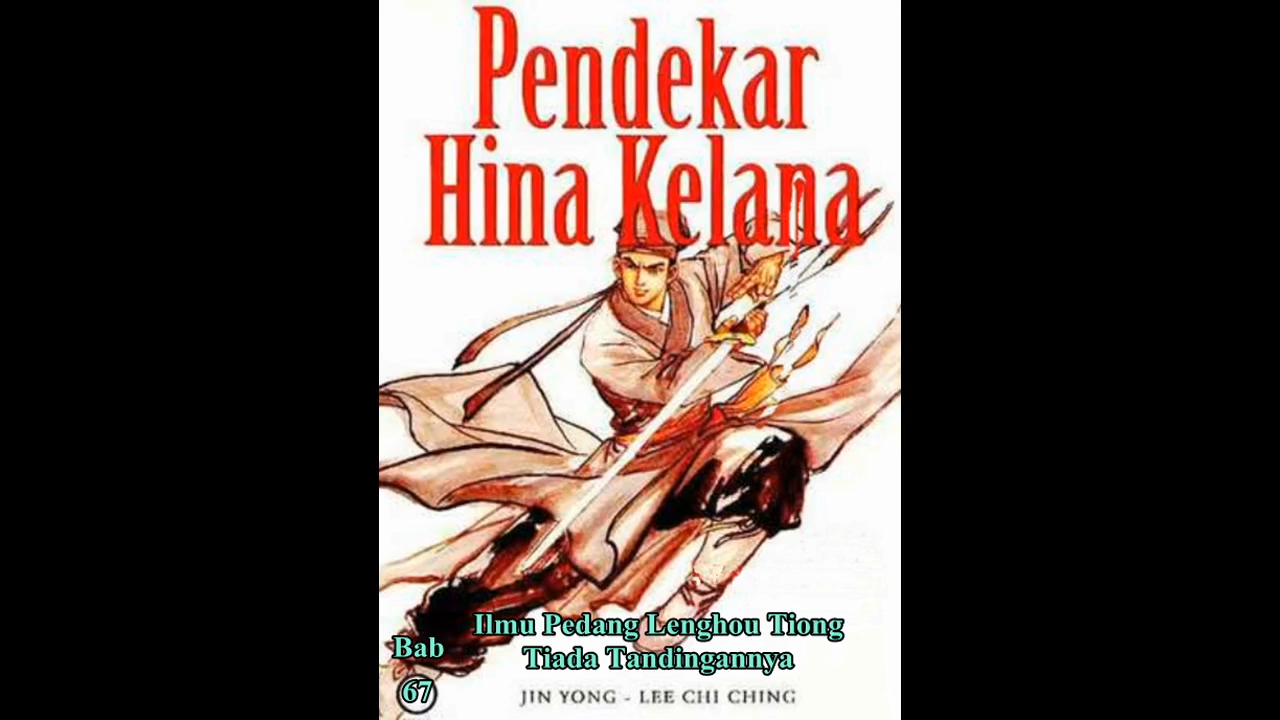 Pendekar
Hina Kelana
Ilmu Pedang Lenghou Tiong
Tiada Tandingannya
Bab
67
JIN YONG - LEE CHI CHING